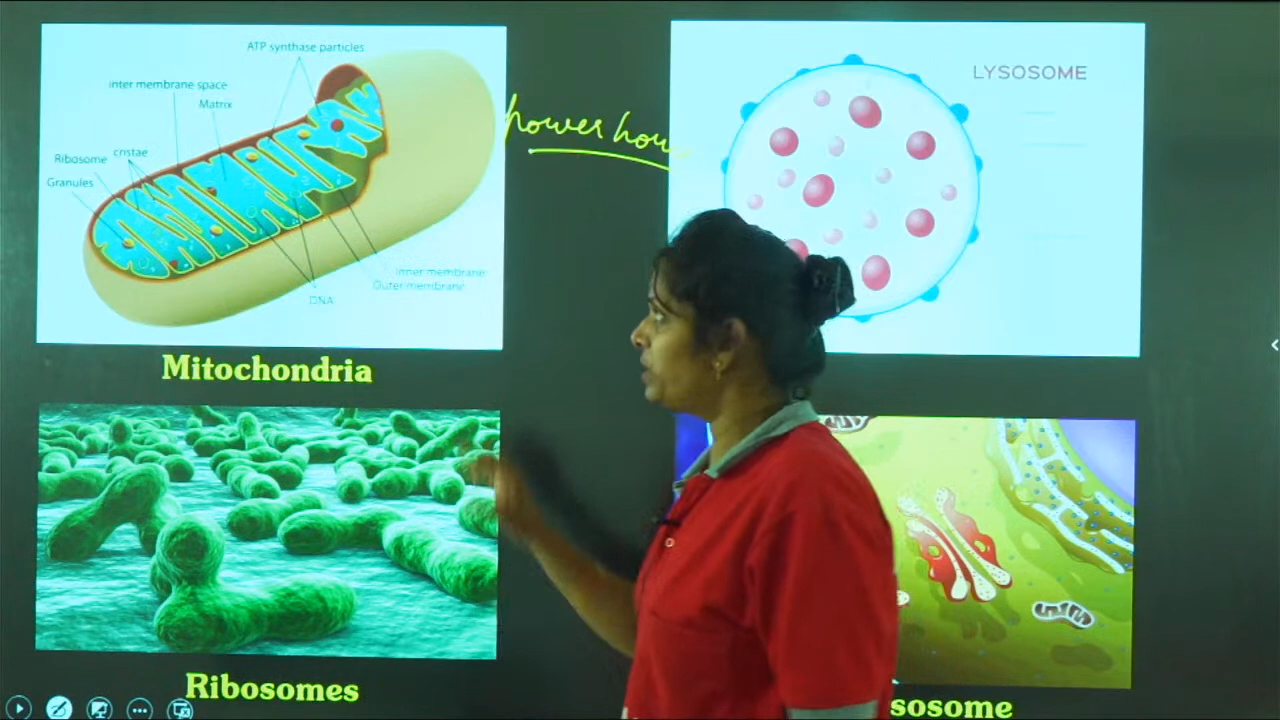 ATP synthase particles
inter membrane space
Matrix
Ribosome
cristae
Granules
inner membrane
Outer membrane
DNA
Mitochondria
power hou
LYSOSOME
Ribosomes
sosome